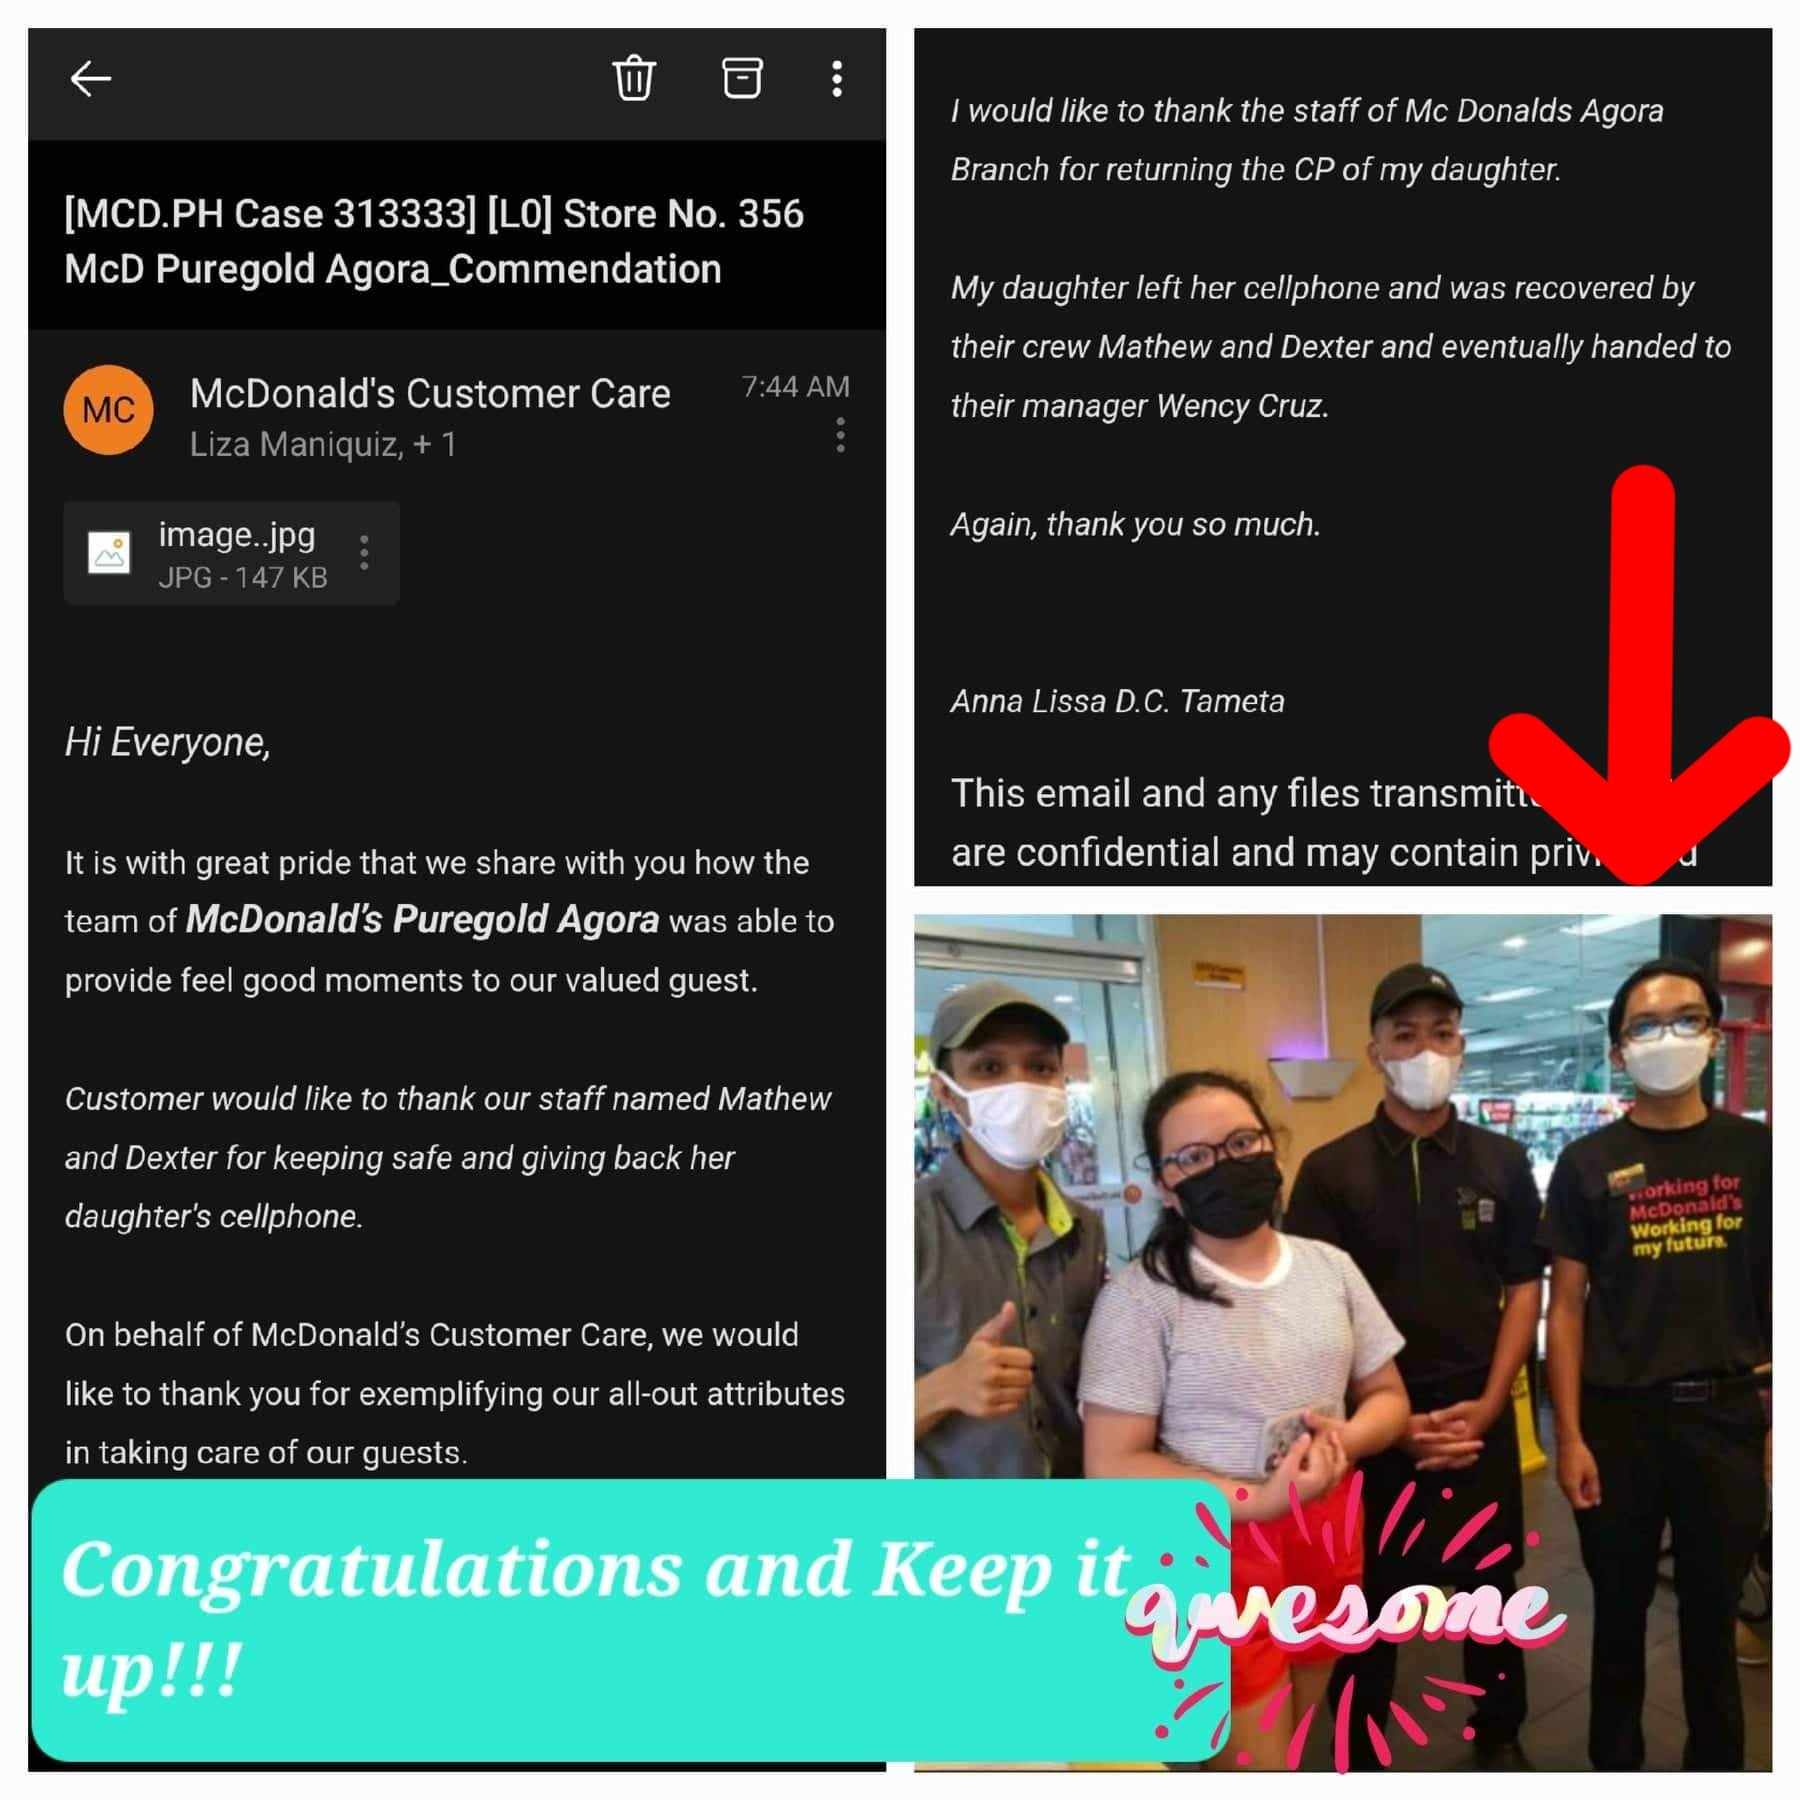 [MCD.PH Case 313333] [L0] Store No. 356
McD Puregold Agora_Commendation
MC
McDonald's Customer Care
7:44 AM
Liza Maniquiz, + 1
image..jpg
JPG - 147 KB
Hi Everyone,
It is with great pride that we share with you how the
team of McDonald's Puregold Agora was able to
provide feel good moments to our valued guest.
Customer would like to thank our staff named Mathew
and Dexter for keeping safe and giving back her
daughter's cellphone.
On behalf of McDonald's Customer Care, we would
like to thank you for exemplifying our all-out attributes
in taking care of our guests.
I would like to thank the staff of Mc Donalds Agora
Branch for returning the CP of my daughter.
My daughter left her cellphone and was recovered by
their crew Mathew and Dexter and eventually handed to
their manager Wency Cruz.
Again, thank you so much.
Anna Lissa D.C. Tameta
This email and any files
are confidential and may contain
Working for
McDonald's
Working for
my future.
Congratulations and Keep it
up!!!
awesome